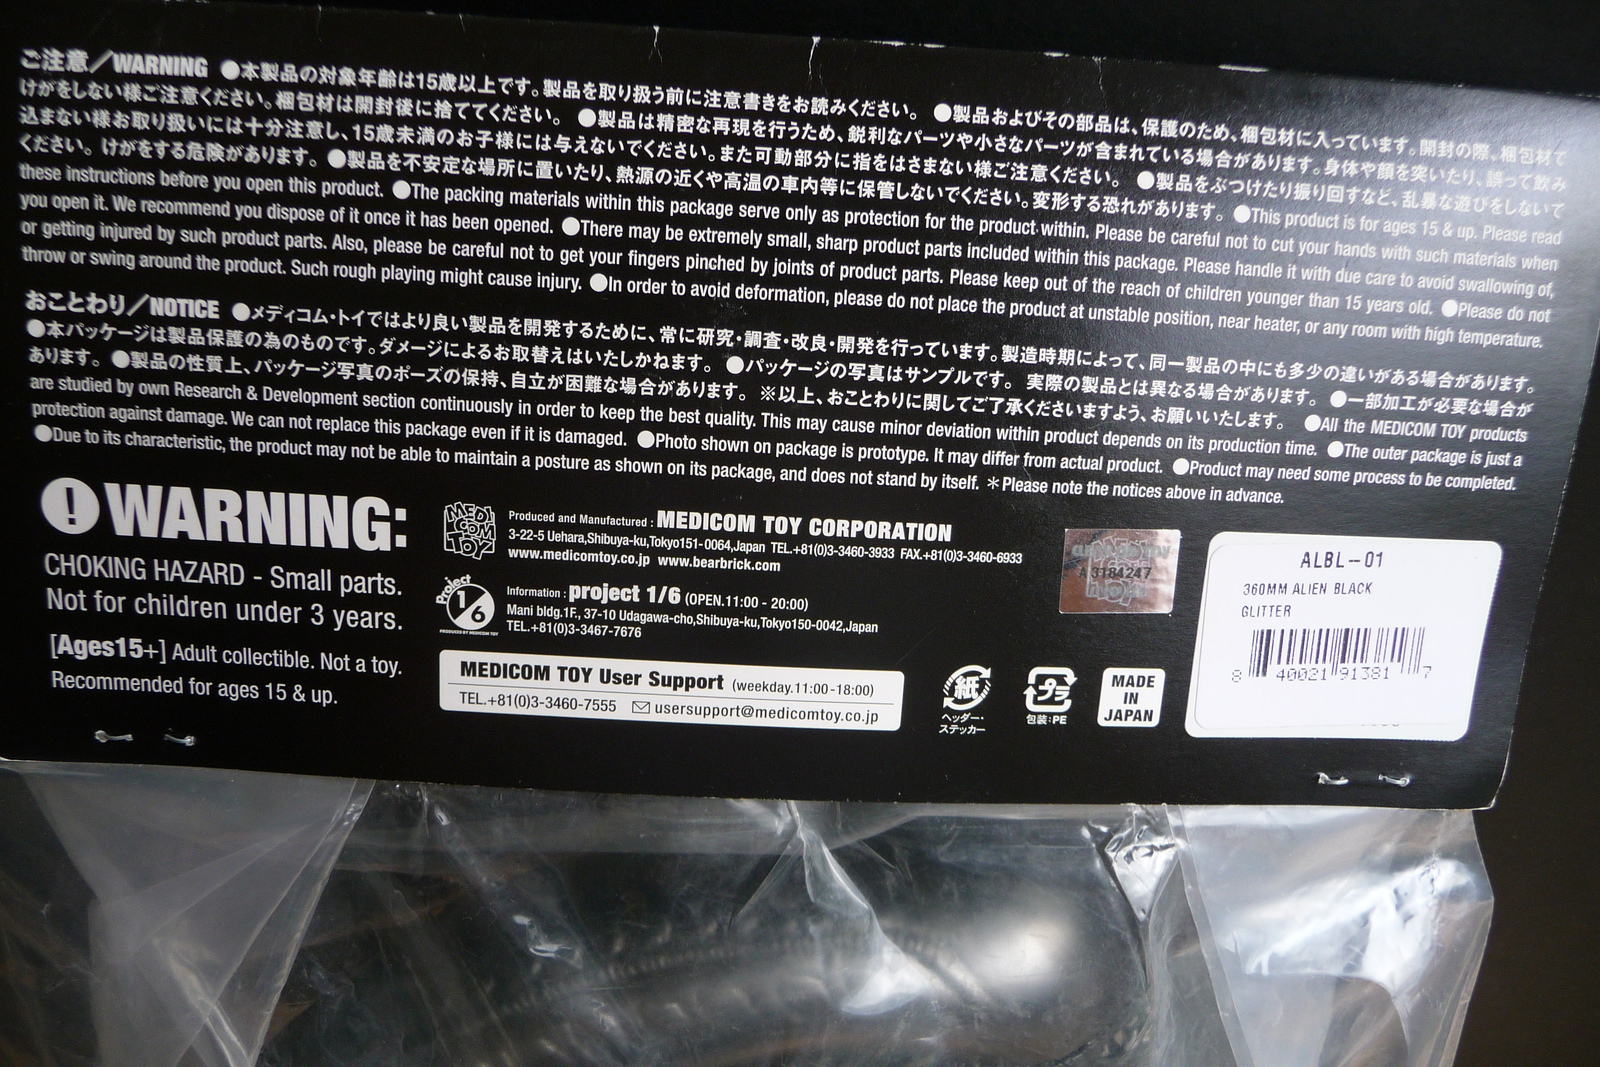 ご注意／WARNING ●本製品の対象年齢は15歳以上です。製品を取り扱う前に注意書きをお読みください。 ●製品およびその部品は、保護のため、梱包材に入っています。開封の際、梱包材で
けがをしない様ご注意ください。梱包材は開封後に捨ててください。 ●製品は精密な再現を行うため、鋭利なパーツや小さなパーツが含まれている場合があります。身体や顔を突いたり、誤って飲み
込まない様お取り扱いには十分注意し、15歳未満のお子様には与えないでください。また可動部分に指をはさまない様ご注意ください。 ●製品をぶつけたり振り回すなど、乱暴な遊びをしないで
ください。けがをする危険があります。 ●製品を不安定な場所に置いたり、熱源の近くや高温の車内等に保管しないでください。変形する恐れがあります。 ●This product is for ages 15 & up. Please read
these instructions before you open this product. ●The packing materials within this package serve only as protection for the product within. Please be careful not to cut your hands with such materials when
you open it. We recommend you dispose of it once it has been opened. ●There may be extremely small, sharp product parts included within this package. Please handle it with due care to avoid swallowing of,
or getting injured by such product parts. Also, please be careful not to get your fingers pinched by joints of product parts. Please keep out of the reach of children younger than 15 years old. ●Please do not
throw or swing around the product. Such rough playing might cause injury. ●In order to avoid deformation, please do not place the product at unstable position, near heater, or any room with high temperature.
おことわり／NOTICE ●メディコム・トイではより良い製品を開発するために、常に研究・調査・改良・開発を行っています。製造時期によって、同一製品の中にも多少の違いがある場合があります。
●本パッケージは製品保護の為のものです。ダメージによるお取替えはいたしかねます。 ●パッケージの写真はサンプルです。 実際の製品とは異なる場合があります。 ●一部加工が必要な場合が
あります。 ●製品の性質上、パッケージ写真のポーズの保持、自立が困難な場合があります。 ※以上、おことわりに関してご了承くださいますよう、お願いいたします。 ●All the MEDICOM TOY products
are studied by own Research & Development section continuously in order to keep the best quality. This may cause minor deviation within product depends on its production time. ●The outer package is just a
protection against damage. We can not replace this package even if it is damaged. ●Photo shown on package is prototype. It may differ from actual product. ●Product may need some process to be completed.
●Due to its characteristic, the product may not be able to maintain a posture as shown on its package, and does not stand by itself. ＊Please note the notices above in advance.
WARNING:
CHOKING HAZARD - Small parts.
Not for children under 3 years.
[Ages15+] Adult collectible. Not a toy.
Recommended for ages 15 & up.
MEDI
COM
TOY
Produced and Manufactured : MEDICOM TOY CORPORATION
3-22-5 Uehara,Shibuya-ku,Tokyo151-0064,Japan TEL.+81(0)3-3460-3933 FAX.+81(0)3-3460-6933
www.medicomtoy.co.jp www.bearbrick.com
Project
1/6
PRODUCED BY MEDICOM TOY
Information : project 1/6 (OPEN.11:00 - 20:00)
Mani bldg.1F., 37-10 Udagawa-cho,Shibuya-ku,Tokyo150-0042,Japan
TEL.+81(0)3-3467-7676
MEDICOM TOY User Support (weekday.11:00-18:00)
TEL.+81(0)3-3460-7555 usersupport@medicomtoy.co.jp
紙
ヘッダー・
ステッカー
プラ
包装:PE
MADE
IN
JAPAN
A3184247
ALBL-01
360MM ALIEN BLACK
GLITTER
8 40021 91381 7